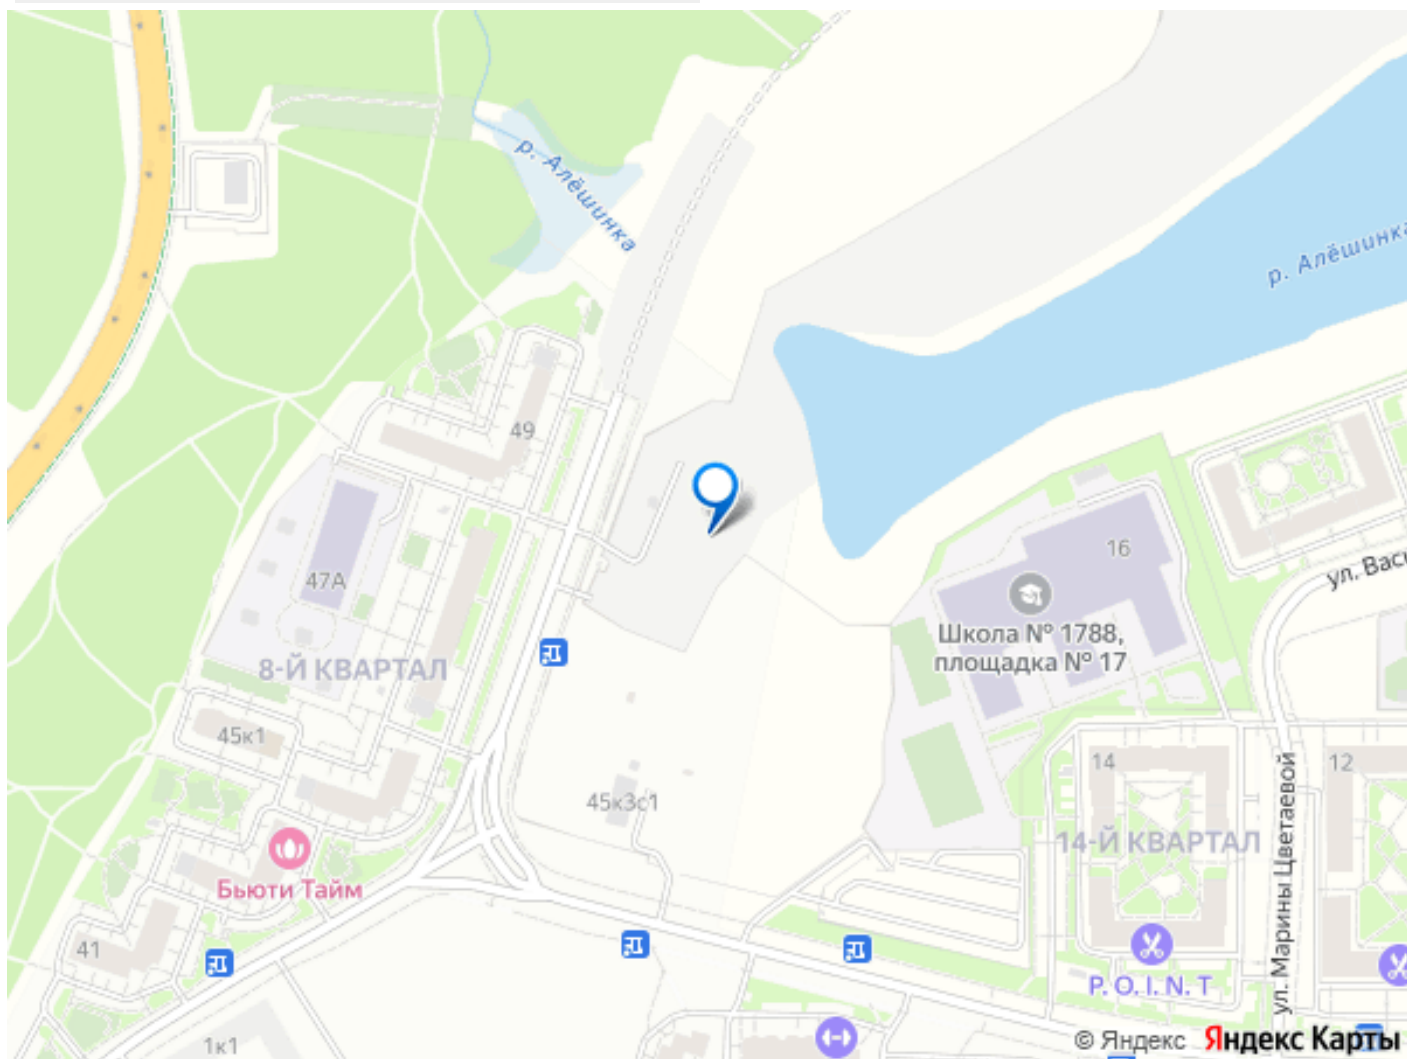 р. Алёшинка
р. Алёшинка
49
47А
16
ул. Вас
Школа № 1788,
площадка № 17
8-Й КВАРТАЛ
45к1
14
12
45к3с1
14-Й КВАРТАЛ
ул. Марины Цветаевой
Бьюти Тайм
41
P. O. I. N. T
1к1
© Яндекс Яндекс Карты